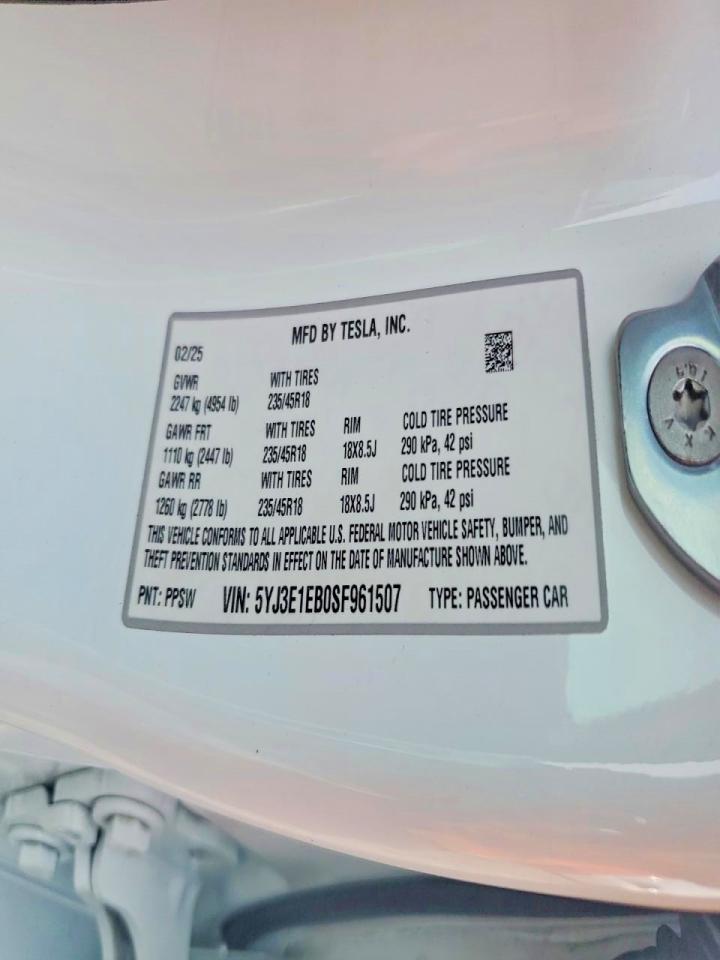 MFD BY TESLA, INC.
02/25
GVWR WITH TIRES
2247 kg (4954 lb) 235/45R18
GAWR FRT WITH TIRES RIM COLD TIRE PRESSURE
1110 kg (2447 lb) 235/45R18 18X8.5J 290 kPa, 42 psi
GAWR RR WITH TIRES RIM COLD TIRE PRESSURE
1260 kg (2778 lb) 235/45R18 18X8.5J 290 kPa, 42 psi
THIS VEHICLE CONFORMS TO ALL APPLICABLE U.S. FEDERAL MOTOR VEHICLE SAFETY, BUMPER, AND
THEFT PREVENTION STANDARDS IN EFFECT ON THE DATE OF MANUFACTURE SHOWN ABOVE.
PNT: PPSW VIN: 5YJ3E1EB0SF961507 TYPE: PASSENGER CAR